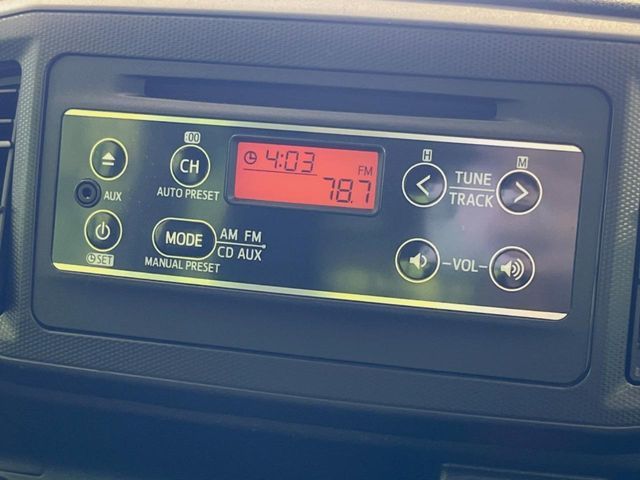 :00
CH
AUTO PRESET
AUX
SET
MODE
AM FM
CD AUX
MANUAL PRESET
4:03
FM
78.7
H
M
TUNE
TRACK
VOL